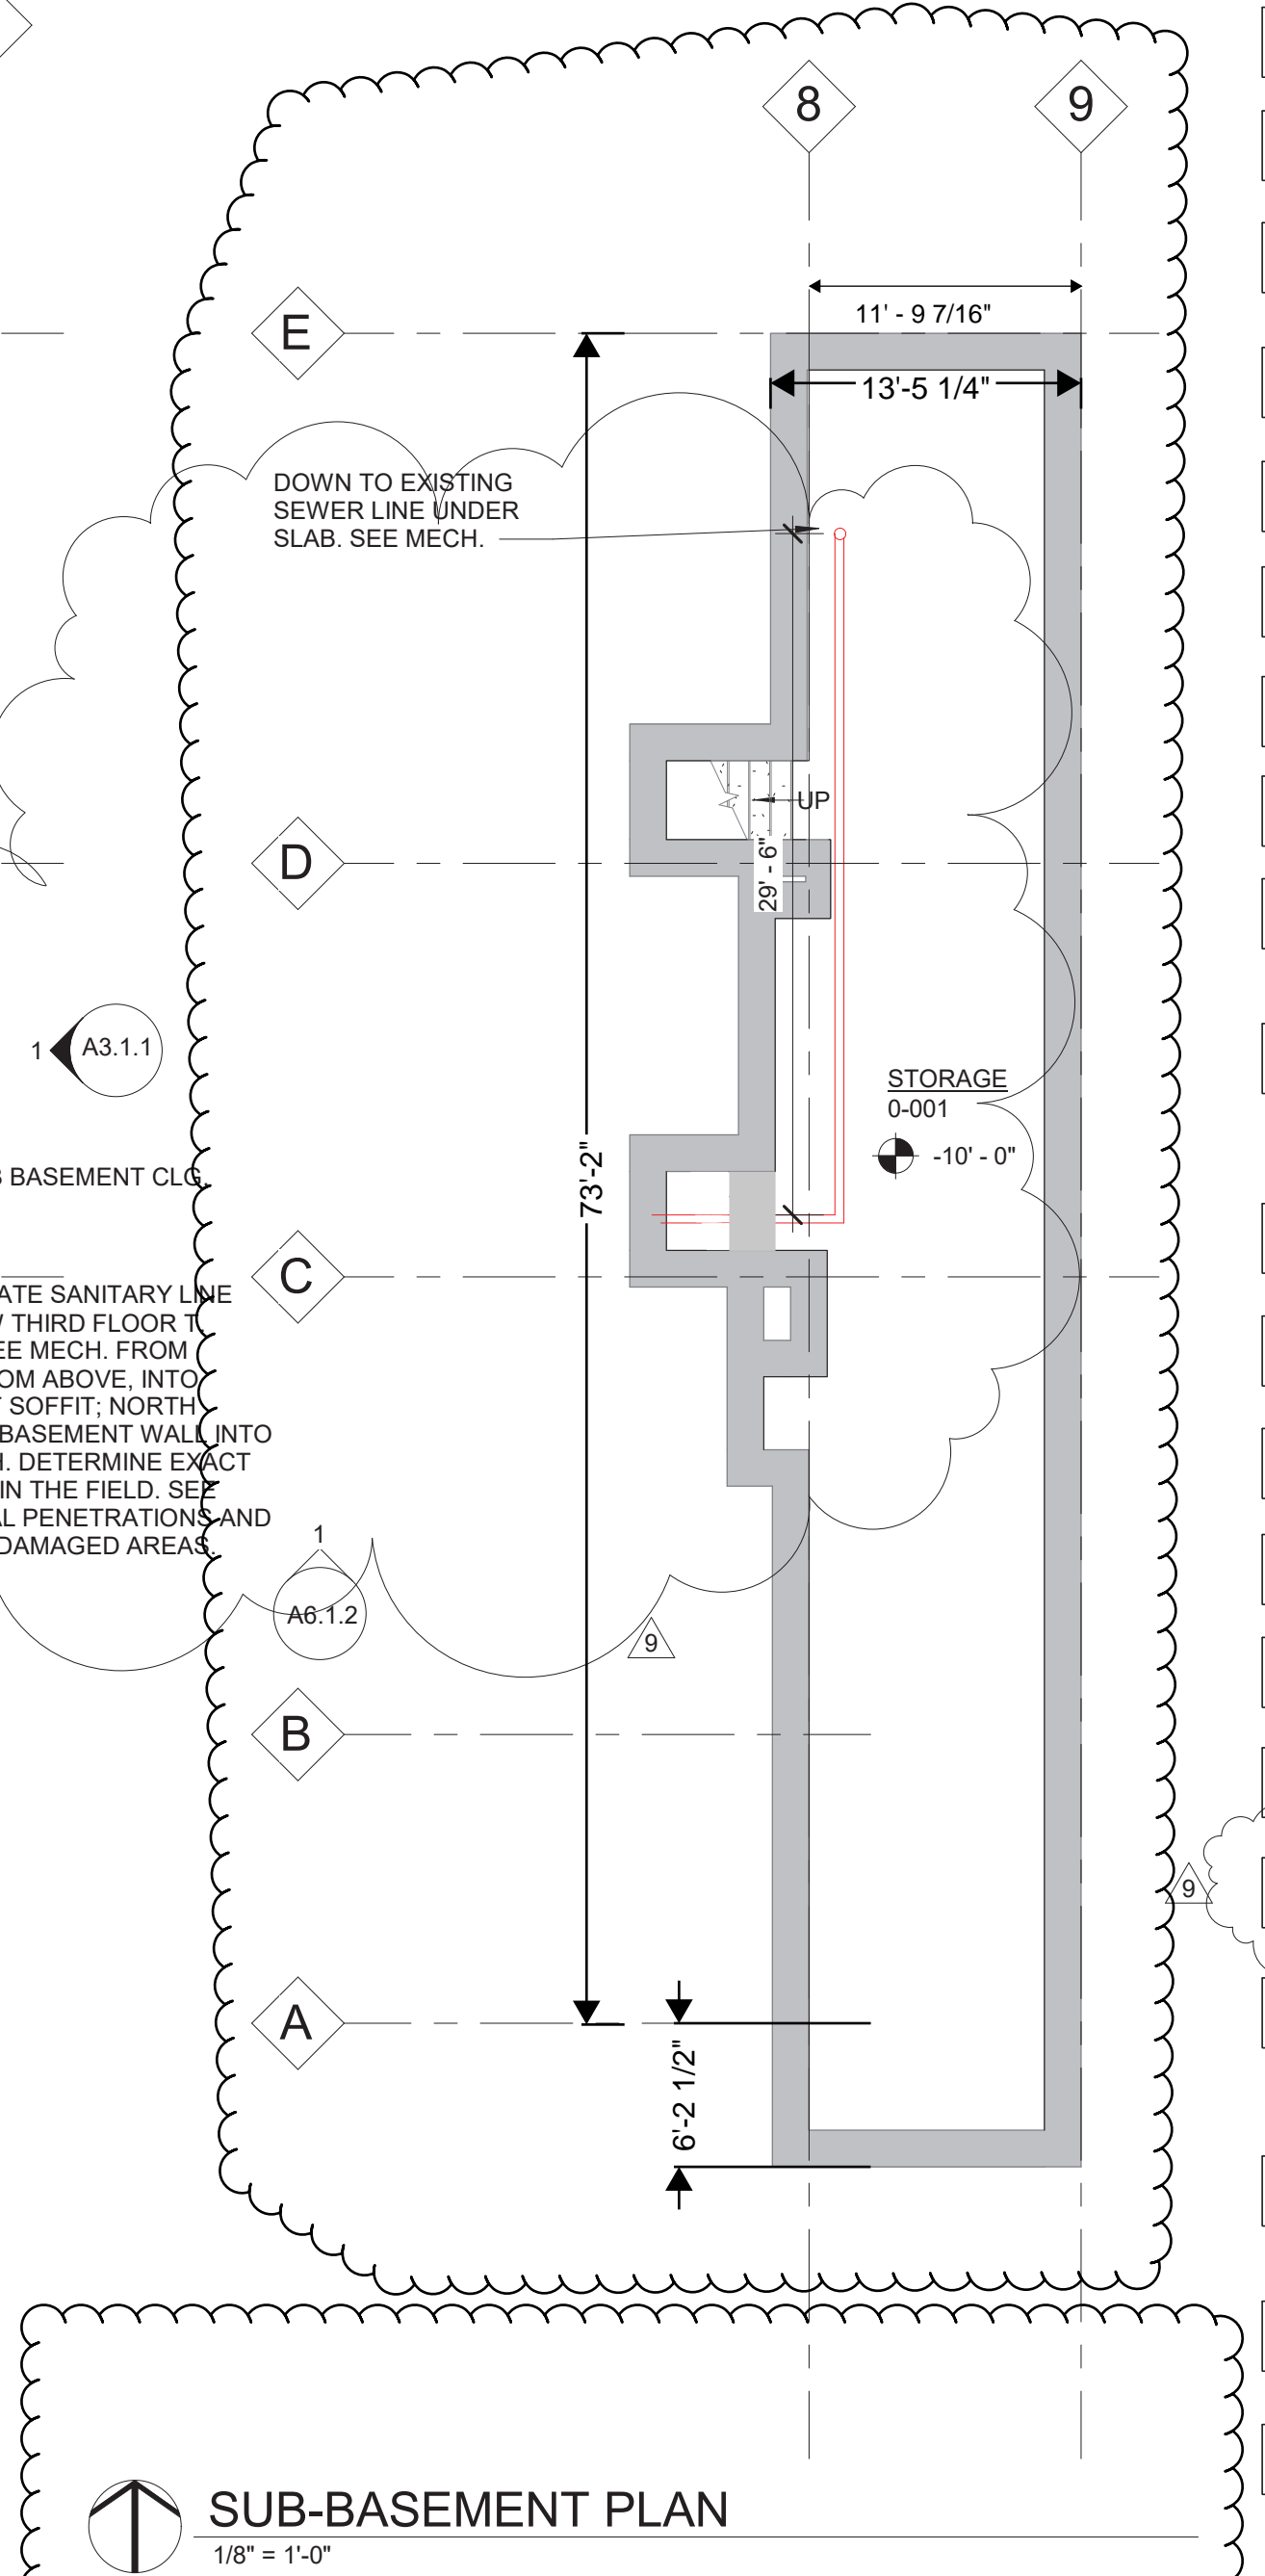 8
9
11' - 9 7/16"
E
13'-5 1/4"
DOWN TO EXISTING
SEWER LINE UNDER
SLAB. SEE MECH.
UP
D
29' - 6"
1
A3.1.1
STORAGE
0-001
-10' - 0"
73'-2"
BASEMENT CLG.
C
ATE SANITARY LINE
THIRD FLOOR T
EE MECH. FROM
OM ABOVE, INTO
T SOFFIT; NORTH
BASEMENT WALL INTO
H. DETERMINE EXACT
IN THE FIELD. SEE
AL PENETRATIONS AND
DAMAGED AREAS.
1
A6.1.2
9
B
9
A
6'-2 1/2"
SUB-BASEMENT PLAN
1/8" = 1'-0"